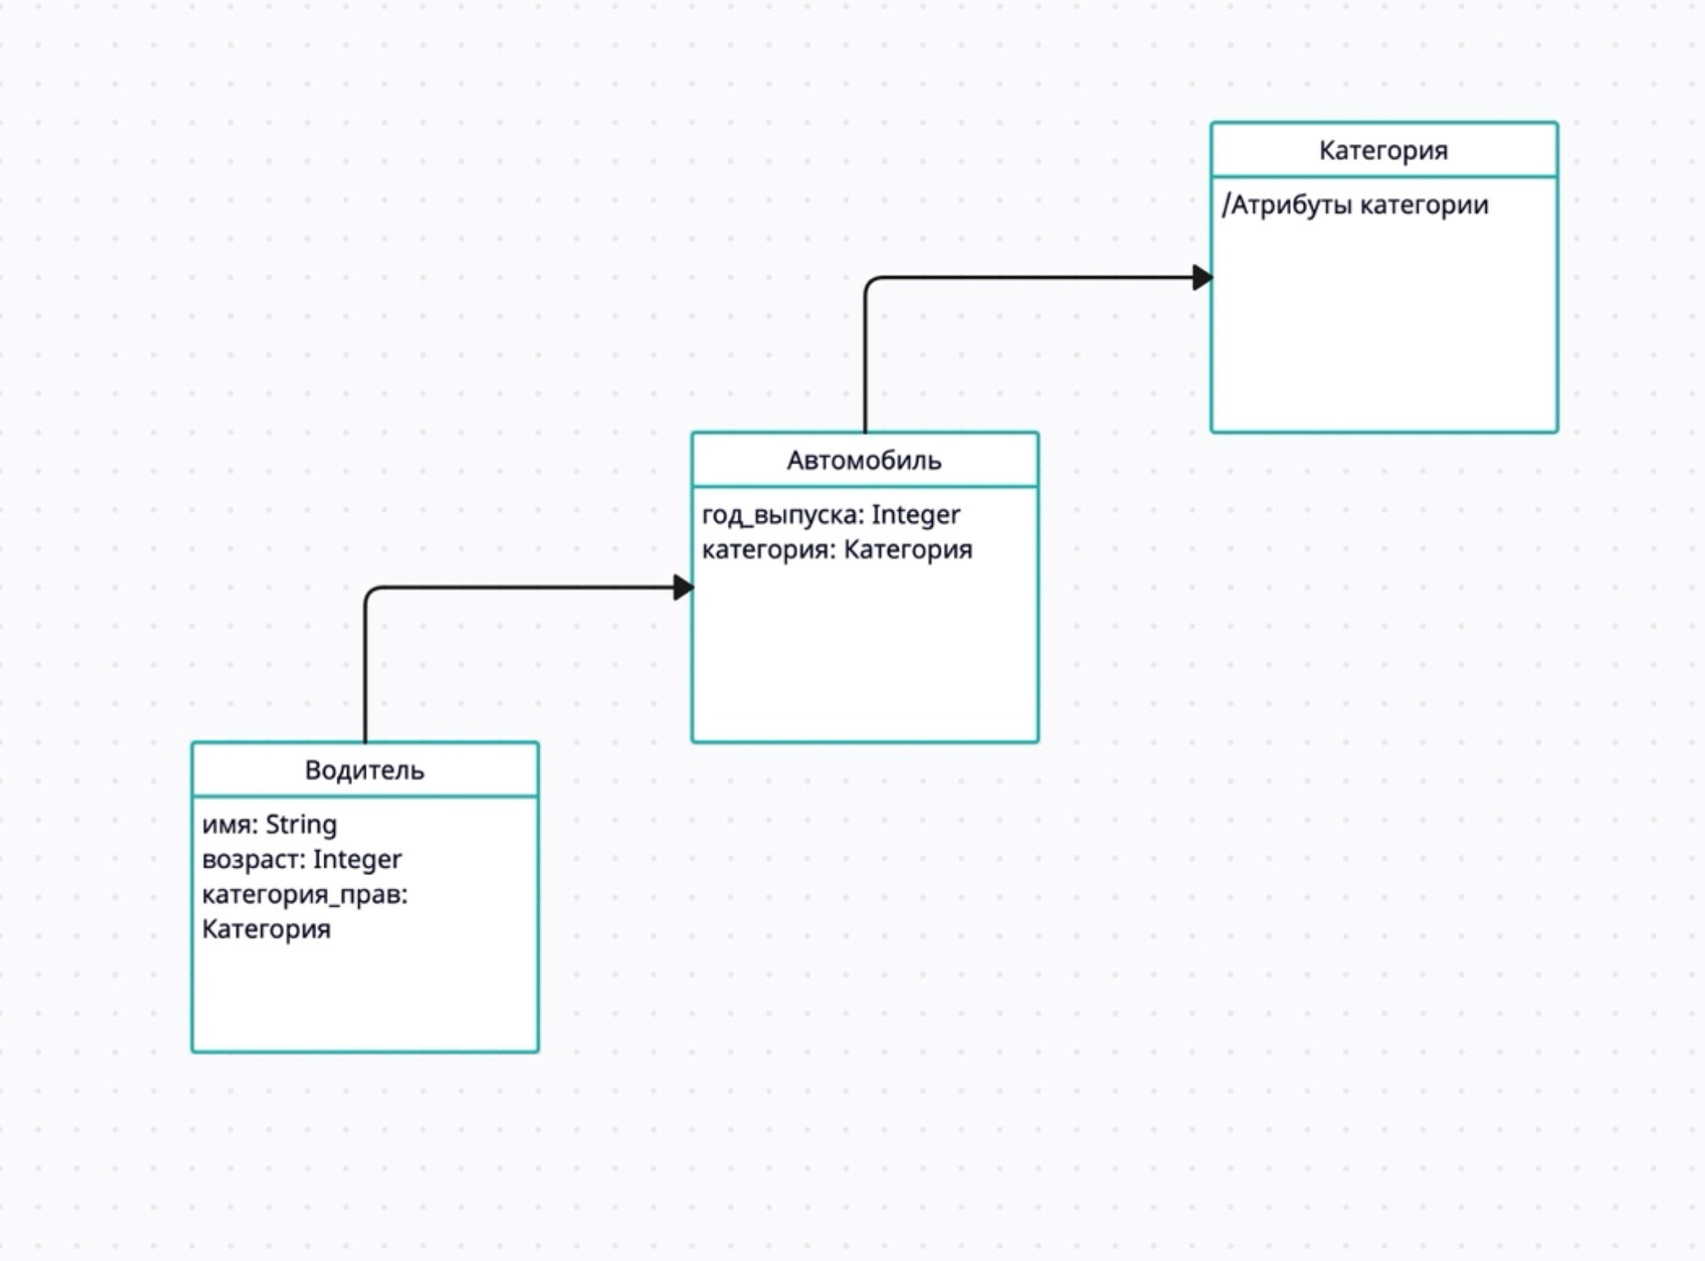 Категория
/Атрибуты категории
Автомобиль
год_выпуска: Integer
категория: Категория
Водитель
имя: String
возраст: Integer
категория_прав:
Категория